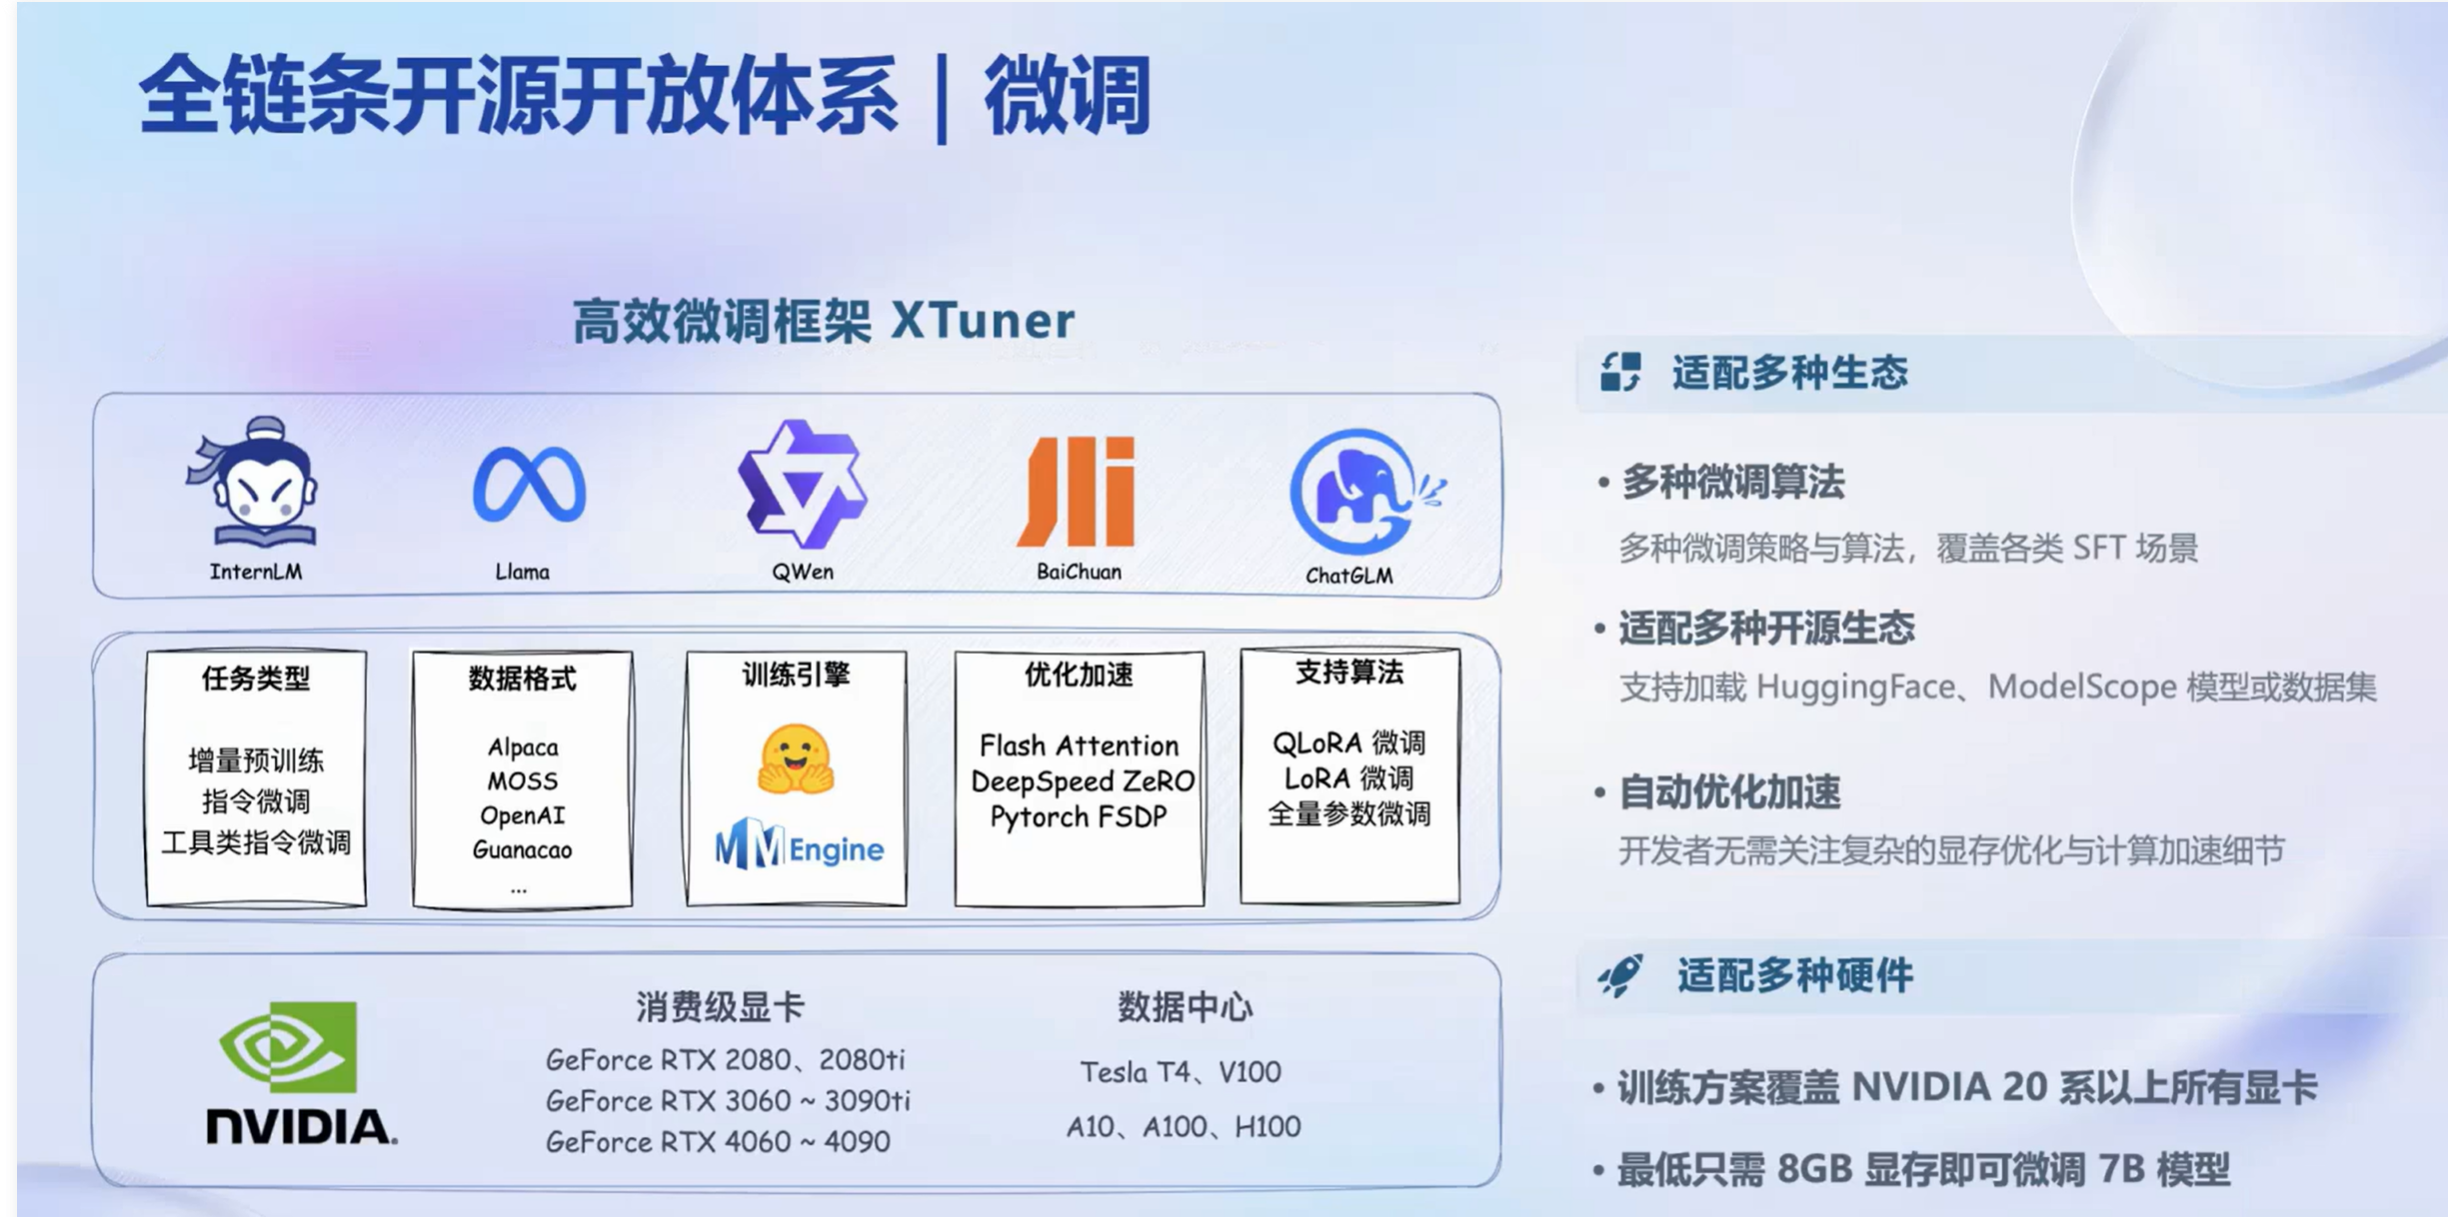 全链条开源开放体系 | 微调
高效微调框架 XTuner
InternLM
Llama
QWen
BaiChuan
ChatGLM
任务类型
增量预训练
指令微调
工具类指令微调
数据格式
Alpaca
MOSS
OpenAI
Guanacao
...
训练引擎
MMEngine
优化加速
Flash Attention
DeepSpeed ZeRO
Pytorch FSDP
支持算法
QLoRA 微调
LoRA 微调
全量参数微调
nVIDIA.
消费级显卡
GeForce RTX 2080、2080ti
GeForce RTX 3060 ~ 3090ti
GeForce RTX 4060 ~ 4090
数据中心
Tesla T4、V100
A10、A100、H100
适配多种生态
• 多种微调算法
多种微调策略与算法，覆盖各类 SFT 场景
• 适配多种开源生态
支持加载 HuggingFace、ModelScope 模型或数据集
• 自动优化加速
开发者无需关注复杂的显存优化与计算加速细节
适配多种硬件
• 训练方案覆盖 NVIDIA 20 系以上所有显卡
• 最低只需 8GB 显存即可微调 7B 模型